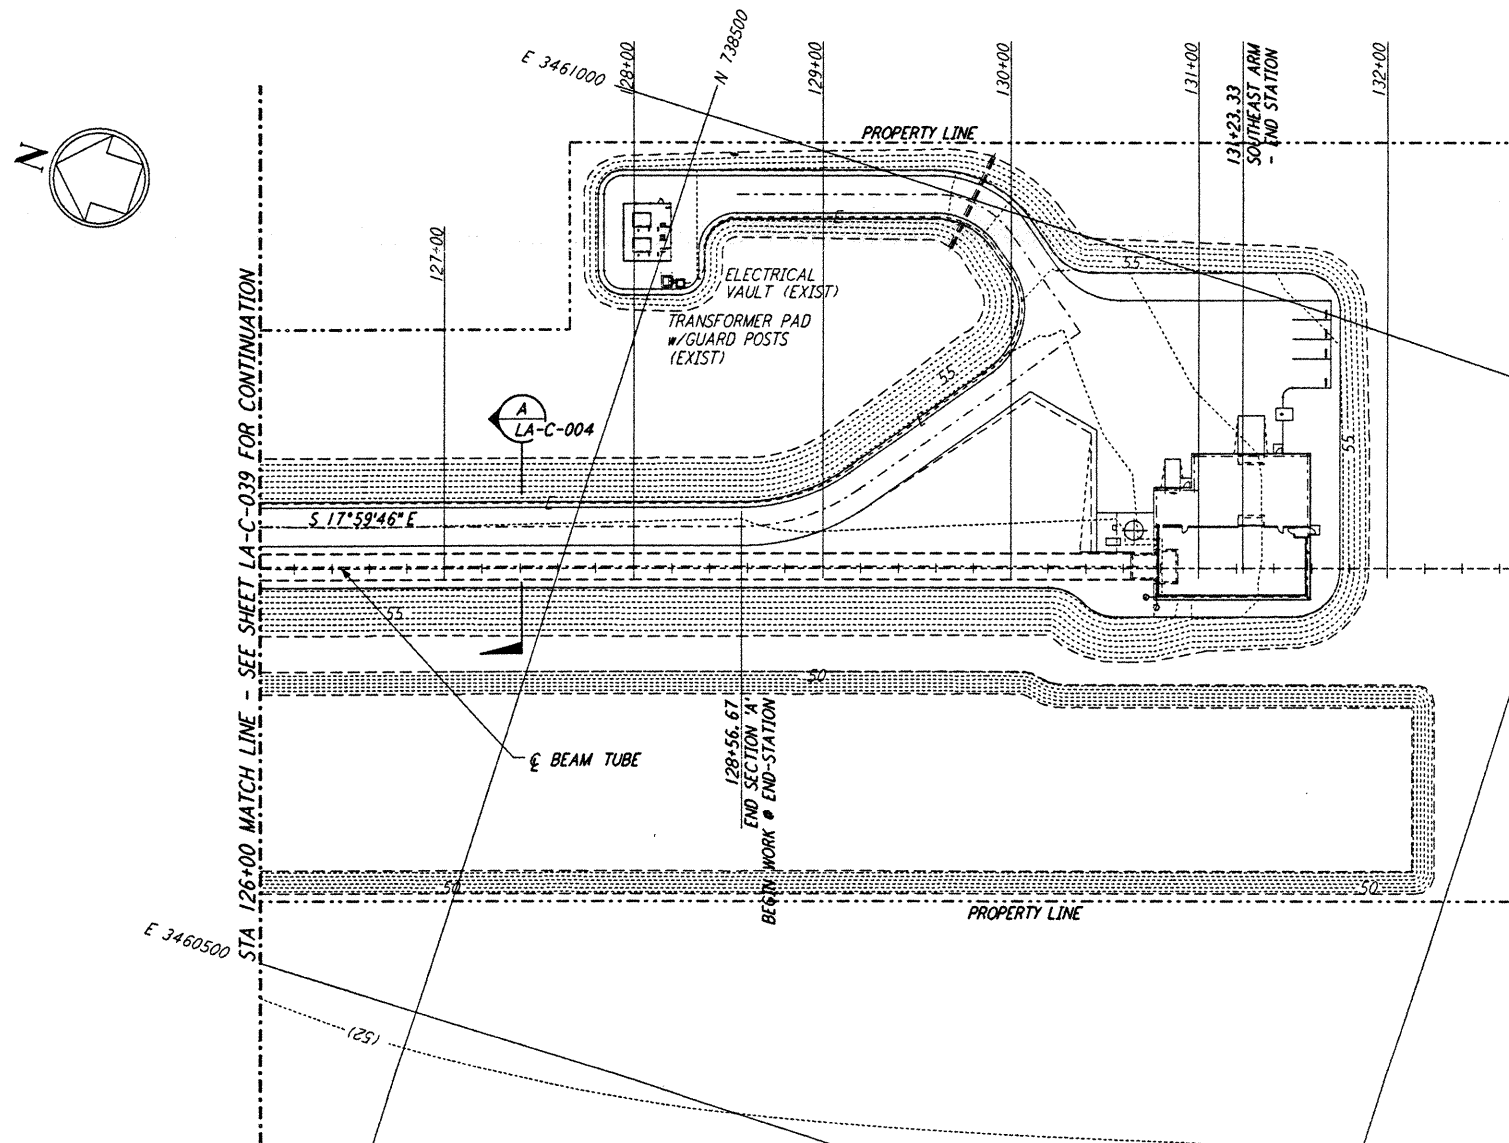 N
E 3461000
128+00
N 738500
129+00
130+00
131+00
131+23.33
SOUTHEAST ARM
- END STATION
132+00
PROPERTY LINE
127+00
ELECTRICAL
VAULT (EXIST)
TRANSFORMER PAD
W/GUARD POSTS
(EXIST)
55
55
55
A
LA-C-004
E
E
E
S 17°59'46" E
STA 126+00 MATCH LINE - SEE SHEET LA-C-039 FOR CONTINUATION
55
50
128+56.67
END SECTION 'A'
BEGIN WORK @ END-STATION
℄ BEAM TUBE
50
50
PROPERTY LINE
E 3460500
(52)